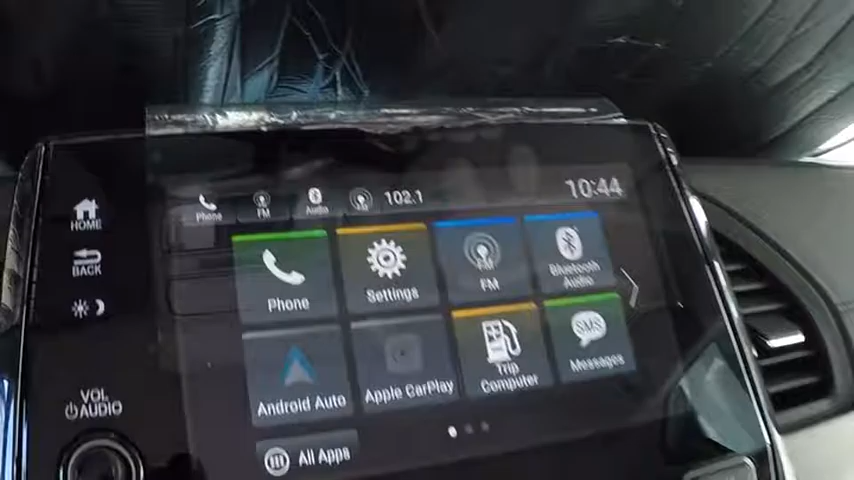 HOME
BACK
VOL
AUDIO
Phone
FM
Audio
102.1
10:44
Phone
Settings
FM
FM
Bluetooth
Audio
Android Auto
Apple CarPlay
Trip
Computer
SMS
Messages
All Apps